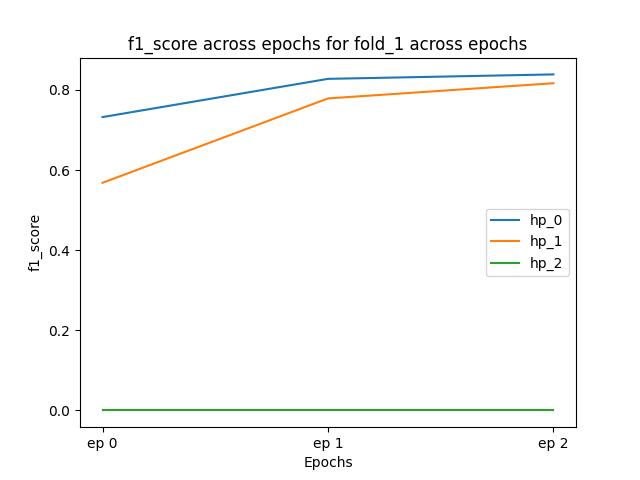 f1_score across epochs for fold_1 across epochs
0.8
0.6
0.4
0.2
0.0
f1_score
hp_0
hp_1
hp_2
ep 0
ep 1
ep 2
Epochs